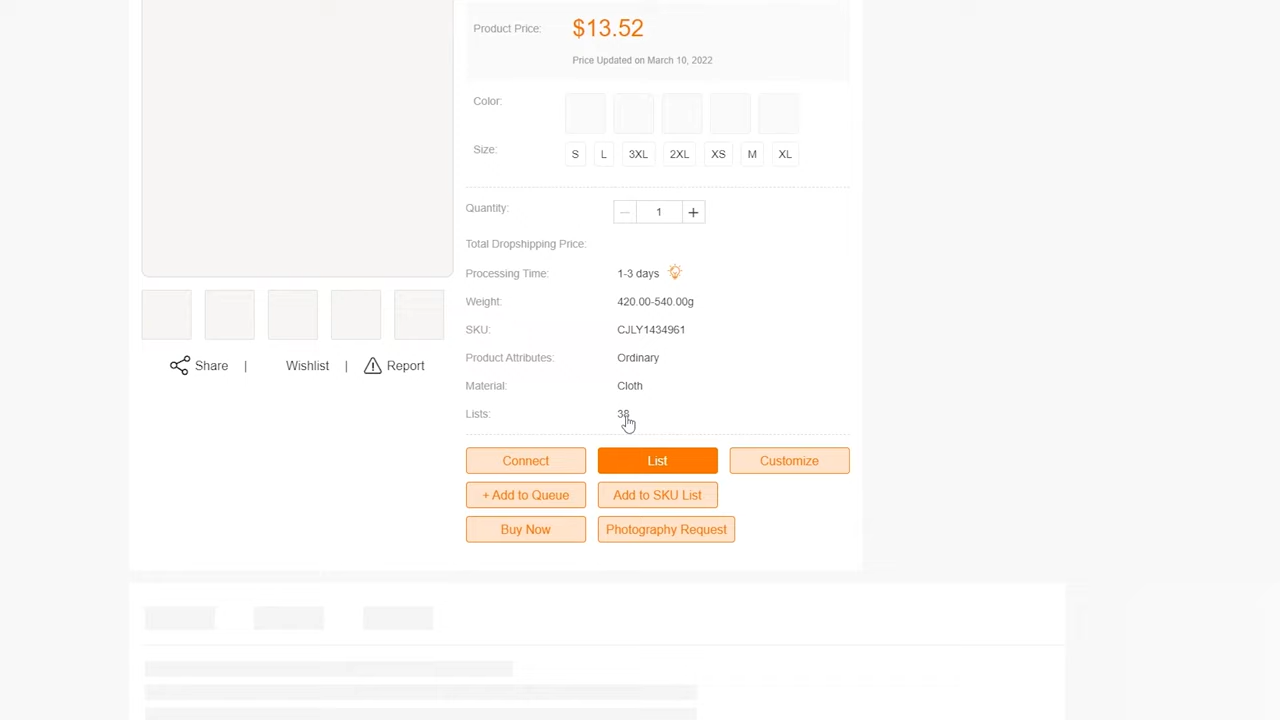 Product Price: $13.52
Price Updated on March 10, 2022
Color:
Size: S L 3XL 2XL XS M XL
Quantity: 1
Total Dropshipping Price:
Processing Time: 1-3 days
Weight: 420.00-540.00g
SKU: CJLY1434961
Product Attributes: Ordinary
Material: Cloth
Lists: 38
Share | Wishlist | Report
Connect List Customize
+ Add to Queue Add to SKU List
Buy Now Photography Request